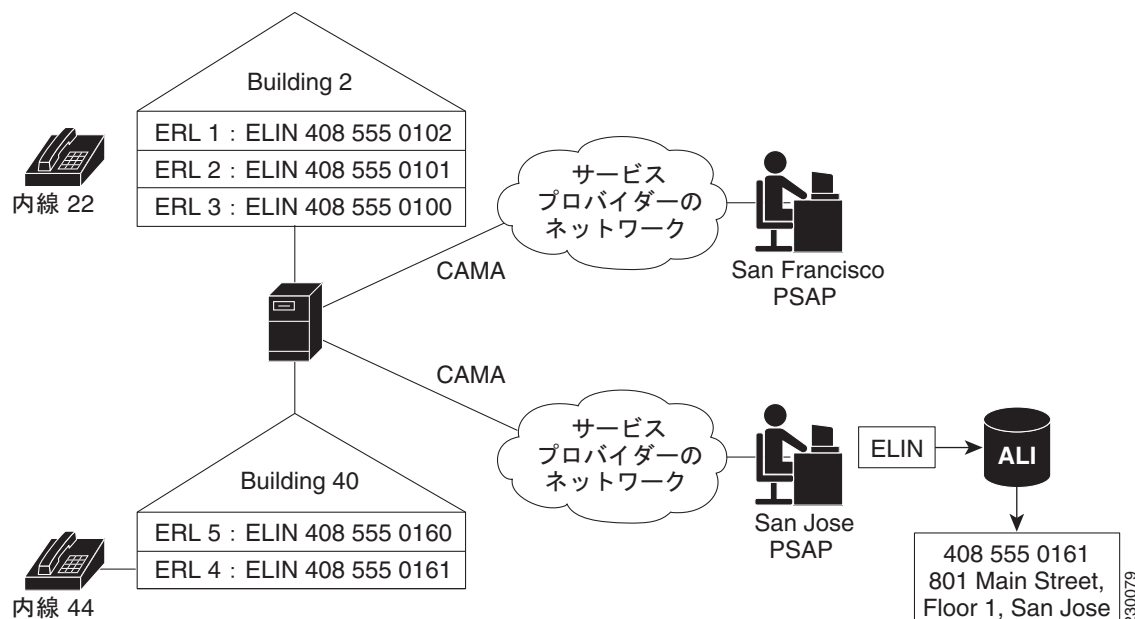 Building 2
ERL 1：ELIN 408 555 0102
ERL 2：ELIN 408 555 0101
ERL 3：ELIN 408 555 0100
内線 22
サービス
プロバイダーの
ネットワーク
CAMA
San Francisco
PSAP
CAMA
サービス
プロバイダーの
ネットワーク
San Jose
PSAP
ELIN
ALI
408 555 0161
801 Main Street,
Floor 1, San Jose
Building 40
ERL 5：ELIN 408 555 0160
ERL 4：ELIN 408 555 0161
内線 44
230079